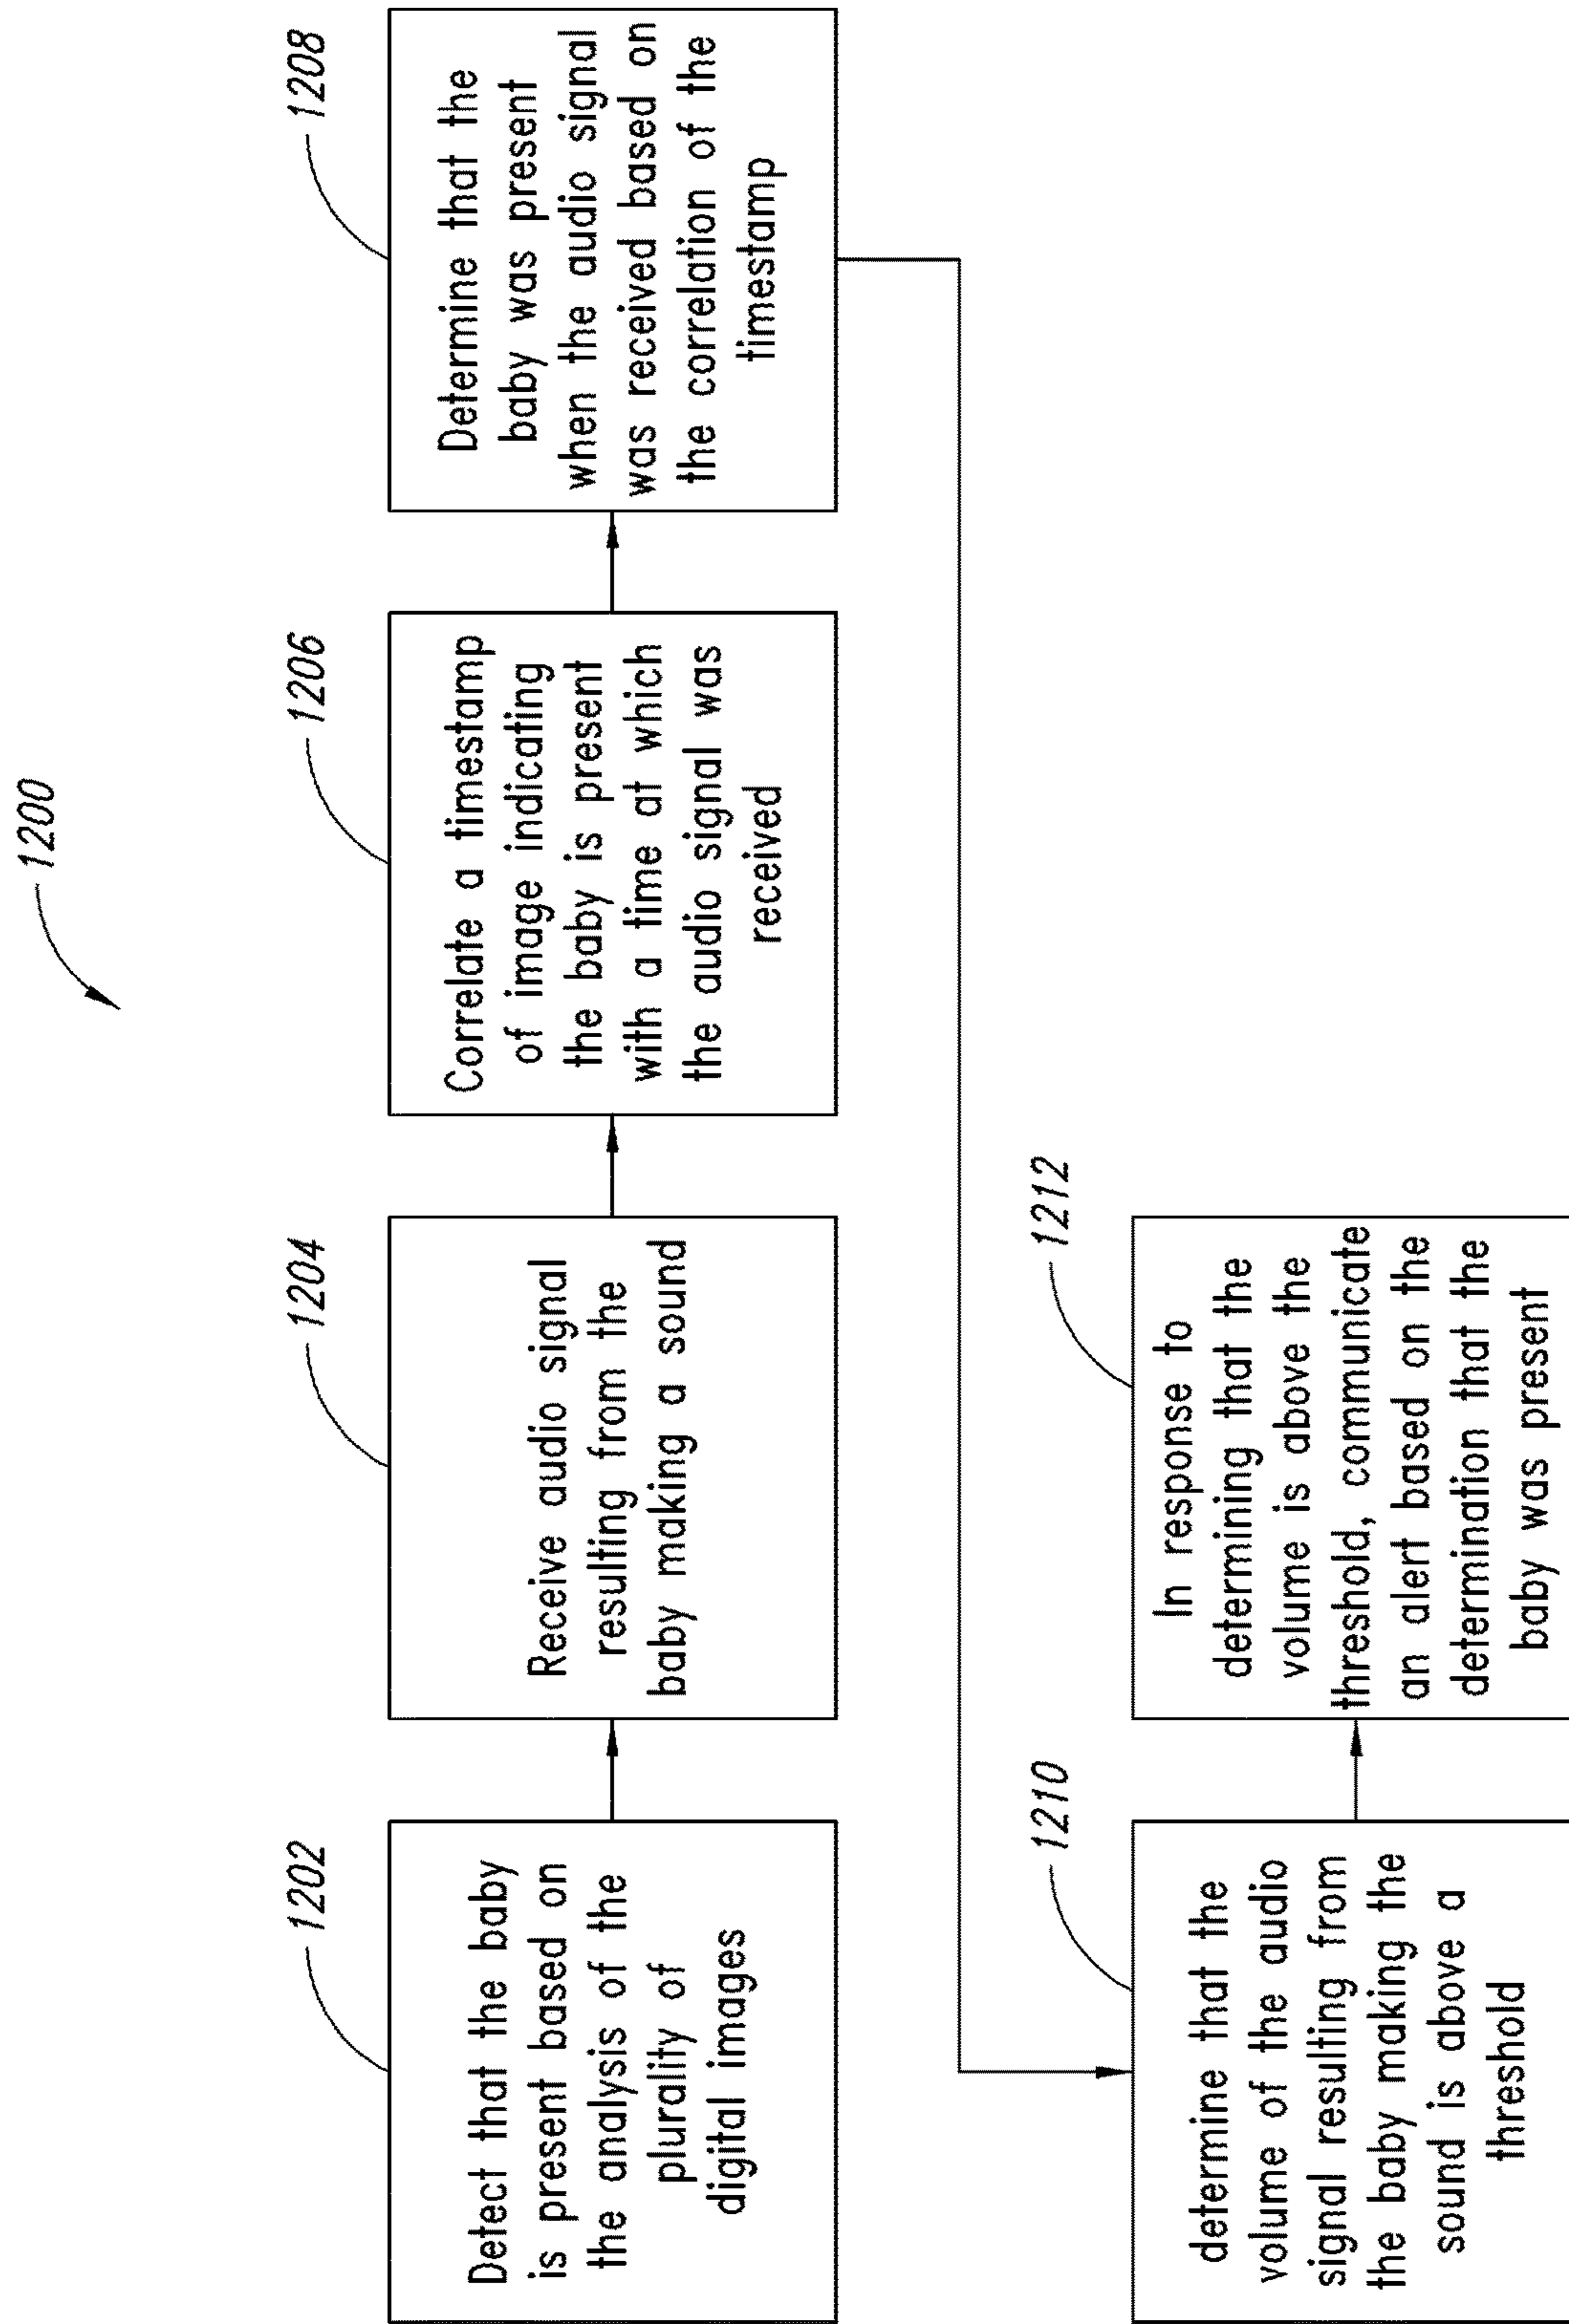 1200
1202
Detect that the baby
is present based on
the analysis of the
plurality of
digital images
1204
Receive audio signal
resulting from the
baby making a sound
1206
Correlate a timestamp
of image indicating
the baby is present
with a time at which
the audio signal was
received
1208
Determine that the
baby was present
when the audio signal
was received based on
the correlation of the
timestamp
1210
determine that the
volume of the audio
signal resulting from
the baby making the
sound is above a
threshold
1212
In response to
determining that the
volume is above the
threshold, communicate
an alert based on the
determination that the
baby was present